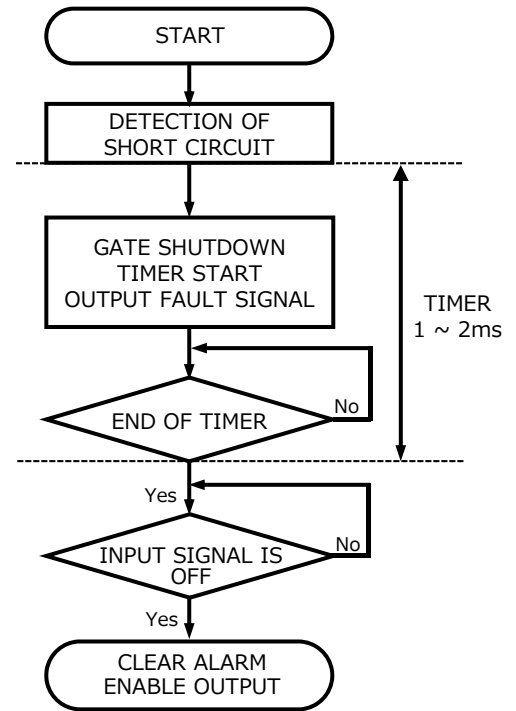 START
DETECTION OF
SHORT CIRCUIT
GATE SHUTDOWN
TIMER START
OUTPUT FAULT SIGNAL
TIMER
1 ~ 2ms
END OF TIMER
No
Yes
INPUT SIGNAL IS
OFF
No
Yes
CLEAR ALARM
ENABLE OUTPUT